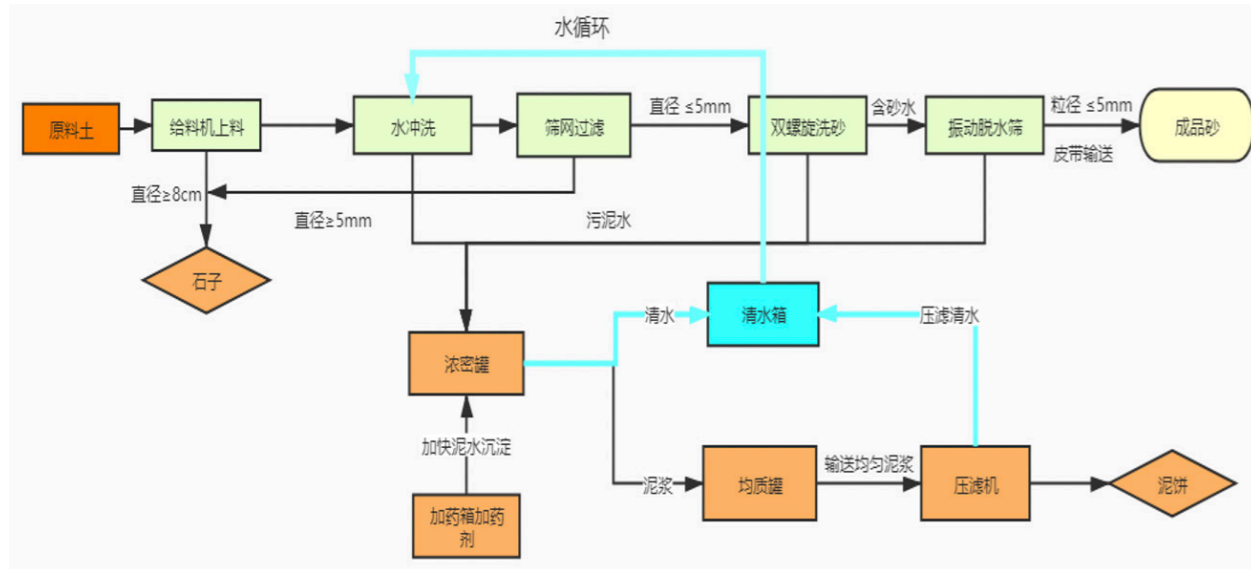 水循环
直径 ≤5mm
粒径 ≤5mm
原料土
给料机上料
水冲洗
筛网过滤
双螺旋洗砂
含砂水
振动脱水筛
成品砂
皮带输送
直径≥8cm
直径≥5mm
污泥水
石子
清水
清水箱
压滤清水
浓密罐
加快泥水沉淀
输送均匀泥浆
泥浆
均质罐
压滤机
泥饼
加药箱加药
剂